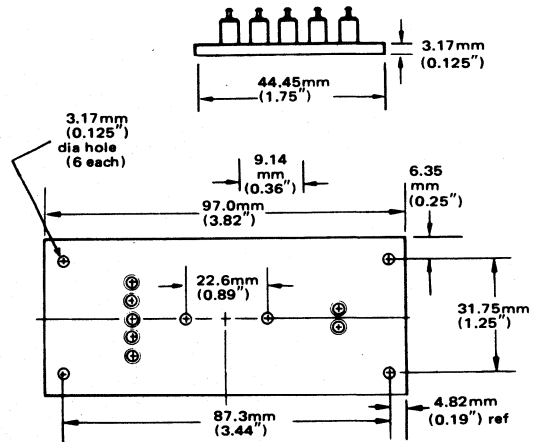 3.17mm
(0.125")
44.45mm
(1.75")
3.17mm
(0.125")
dia hole
(6 each)
9.14
mm
(0.36")
6.35
mm
(0.25")
97.0mm
(3.82")
22.6mm
(0.89")
31.75mm
(1.25")
4.82mm
(0.19") ref
87.3mm
(3.44")